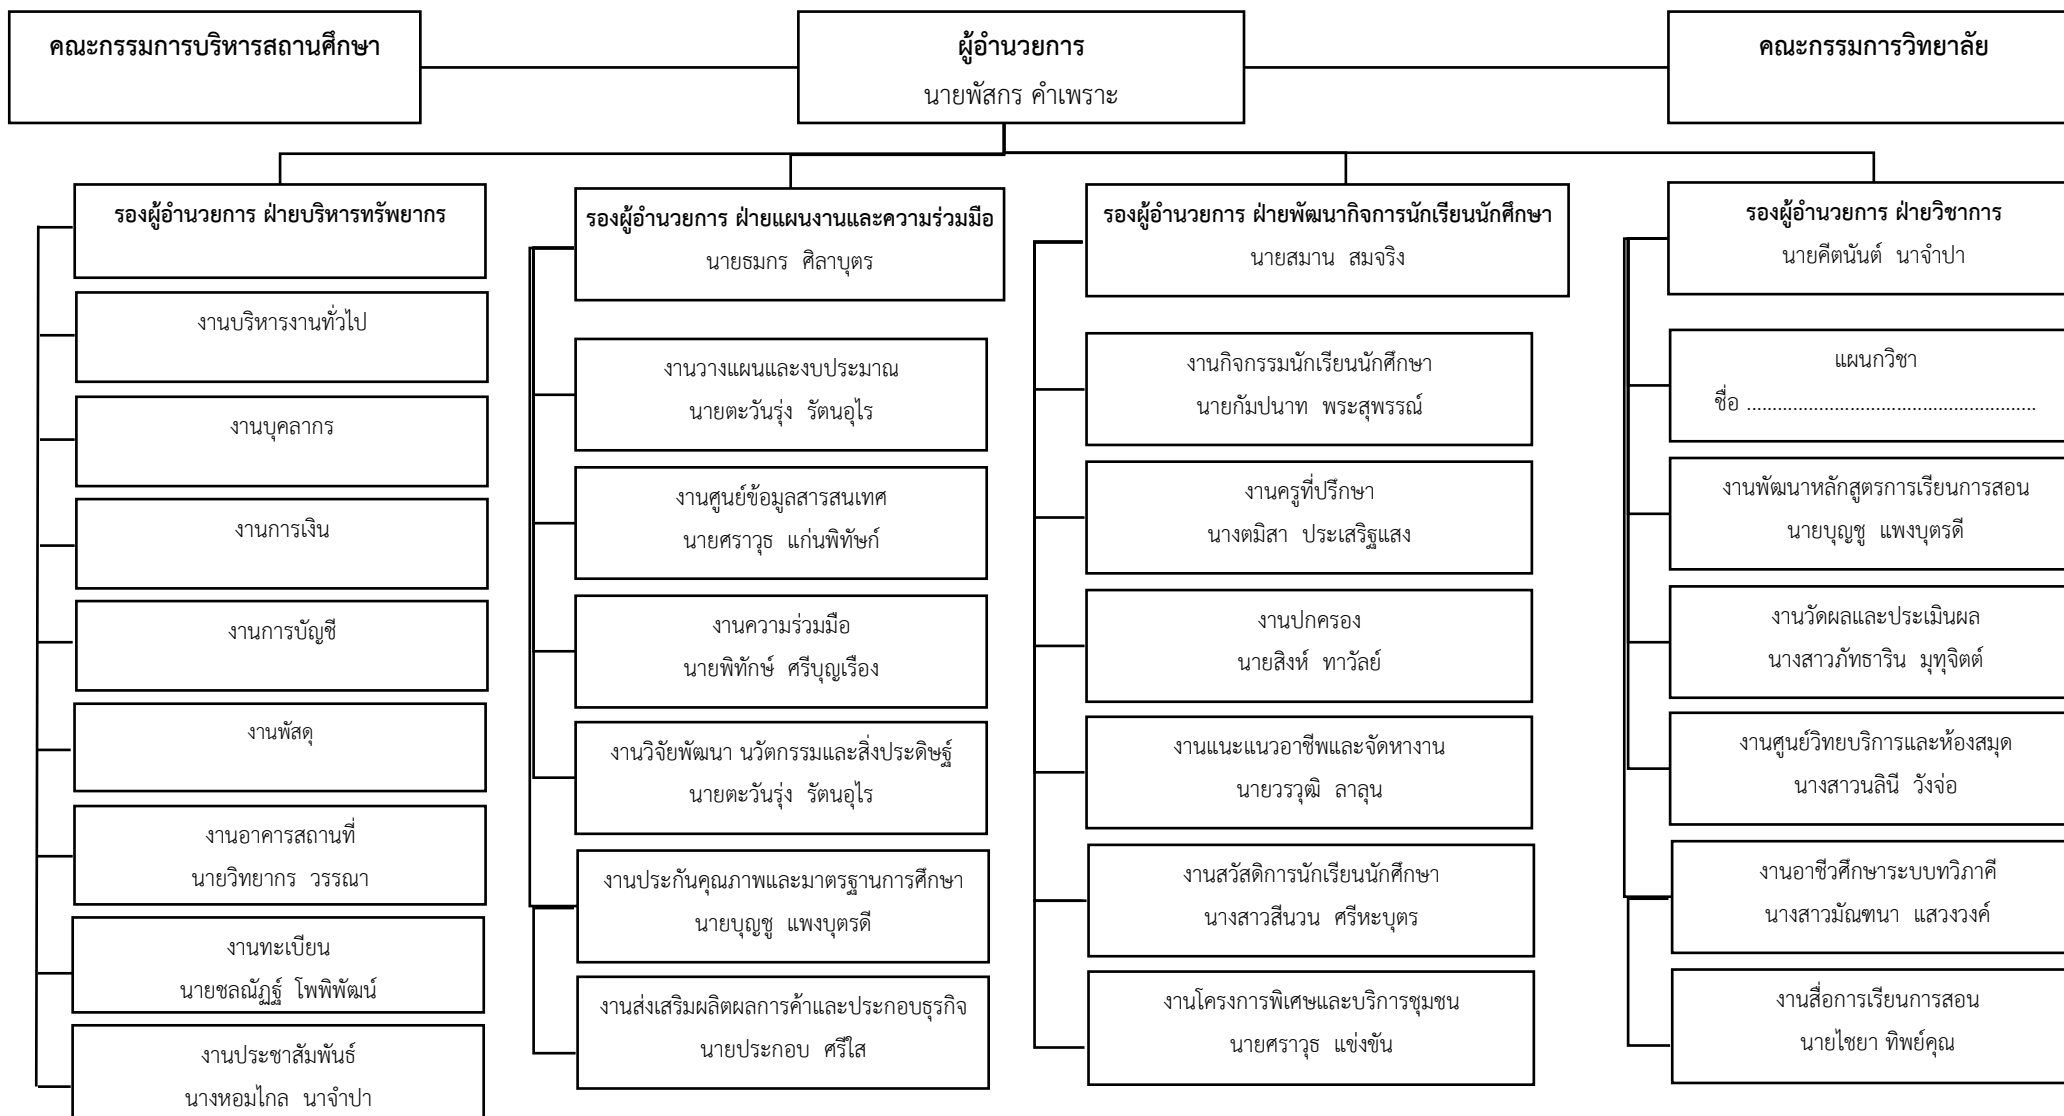 คณะกรรมการบริหารสถานศึกษา
ผู้อำนวยการ
นายพัสกร คำเพราะ
คณะกรรมการวิทยาลัย
รองผู้อำนวยการ ฝ่ายบริหารทรัพยากร
งานบริหารงานทั่วไป
งานบุคลากร
งานการเงิน
งานการบัญชี
งานพัสดุ
งานอาคารสถานที่
นายวิทยากร วรรณา
งานทะเบียน
นายชลณัฏฐ์ โพพิพัฒน์
งานประชาสัมพันธ์
นางหอมไกล นาจำปา
รองผู้อำนวยการ ฝ่ายแผนงานและความร่วมมือ
นายธมกร ศิลาบุตร
งานวางแผนและงบประมาณ
นายตะวันรุ่ง รัตนอุไร
งานศูนย์ข้อมูลสารสนเทศ
นายศราวุธ แก่นพิทัษก์
งานความร่วมมือ
นายพิทักษ์ ศรีบุญเรือง
งานวิจัยพัฒนา นวัตกรรมและสิ่งประดิษฐ์
นายตะวันรุ่ง รัตนอุไร
งานประกันคุณภาพและมาตรฐานการศึกษา
นายบุญชู แพงบุตรดี
งานส่งเสริมผลิตผลการค้าและประกอบธุรกิจ
นายประกอบ ศรีใส
รองผู้อำนวยการ ฝ่ายพัฒนากิจการนักเรียนนักศึกษา
นายสมาน สมจริง
งานกิจกรรมนักเรียนนักศึกษา
นายกัมปนาท พระสุพรรณ์
งานครูที่ปรึกษา
นางตมิสา ประเสริฐแสง
งานปกครอง
นายสิงห์ ทาวัลย์
งานแนะแนวอาชีพและจัดหางาน
นายวรวุฒิ ลาลุน
งานสวัสดิการนักเรียนนักศึกษา
นางสาวสีนวน ศรีหะบุตร
งานโครงการพิเศษและบริการชุมชน
นายศราวุธ แข่งขัน
รองผู้อำนวยการ ฝ่ายวิชาการ
นายคีตนันต์ นาจำปา
แผนกวิชา
ชื่อ ........................................................
งานพัฒนาหลักสูตรการเรียนการสอน
นายบุญชู แพงบุตรดี
งานวัดผลและประเมินผล
นางสาวภัทธาริน มุทุจิตต์
งานศูนย์วิทยบริการและห้องสมุด
นางสาวนลินี วังจ่อ
งานอาชีวศึกษาระบบทวิภาคี
นางสาวมัณฑนา แสวงวงค์
งานสื่อการเรียนการสอน
นายไชยา ทิพย์คุณ